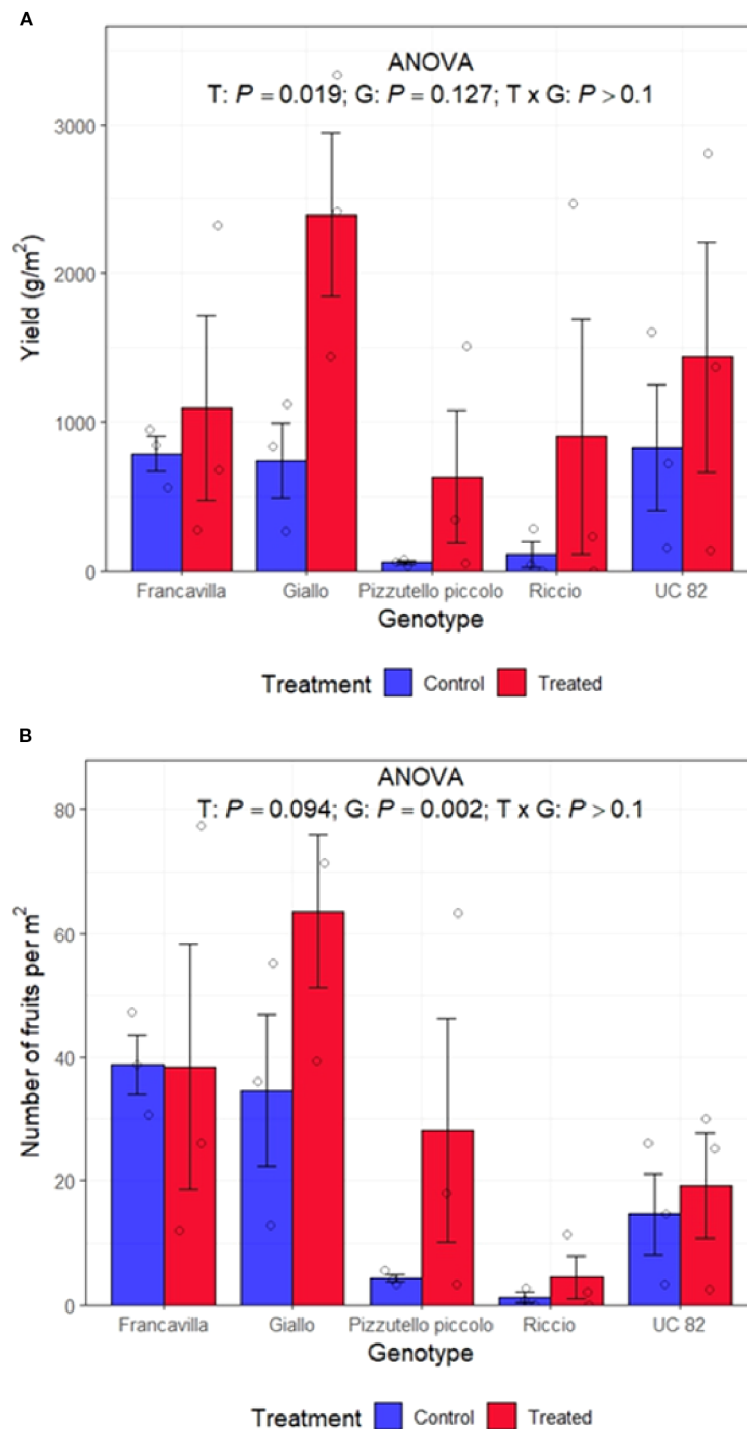 A
ANOVA
T: P = 0.019; G: P = 0.127; T x G: P > 0.1
3000
2000
1000
0
Yield (g/m²)
Francavilla Giallo Pizzutello piccolo Riccio UC 82
Genotype
Treatment Control Treated
B
ANOVA
T: P = 0.094; G: P = 0.002; T x G: P > 0.1
80
60
40
20
0
Number of fruits per m²
Francavilla Giallo Pizzutello piccolo Riccio UC 82
Genotype
Treatment Control Treated